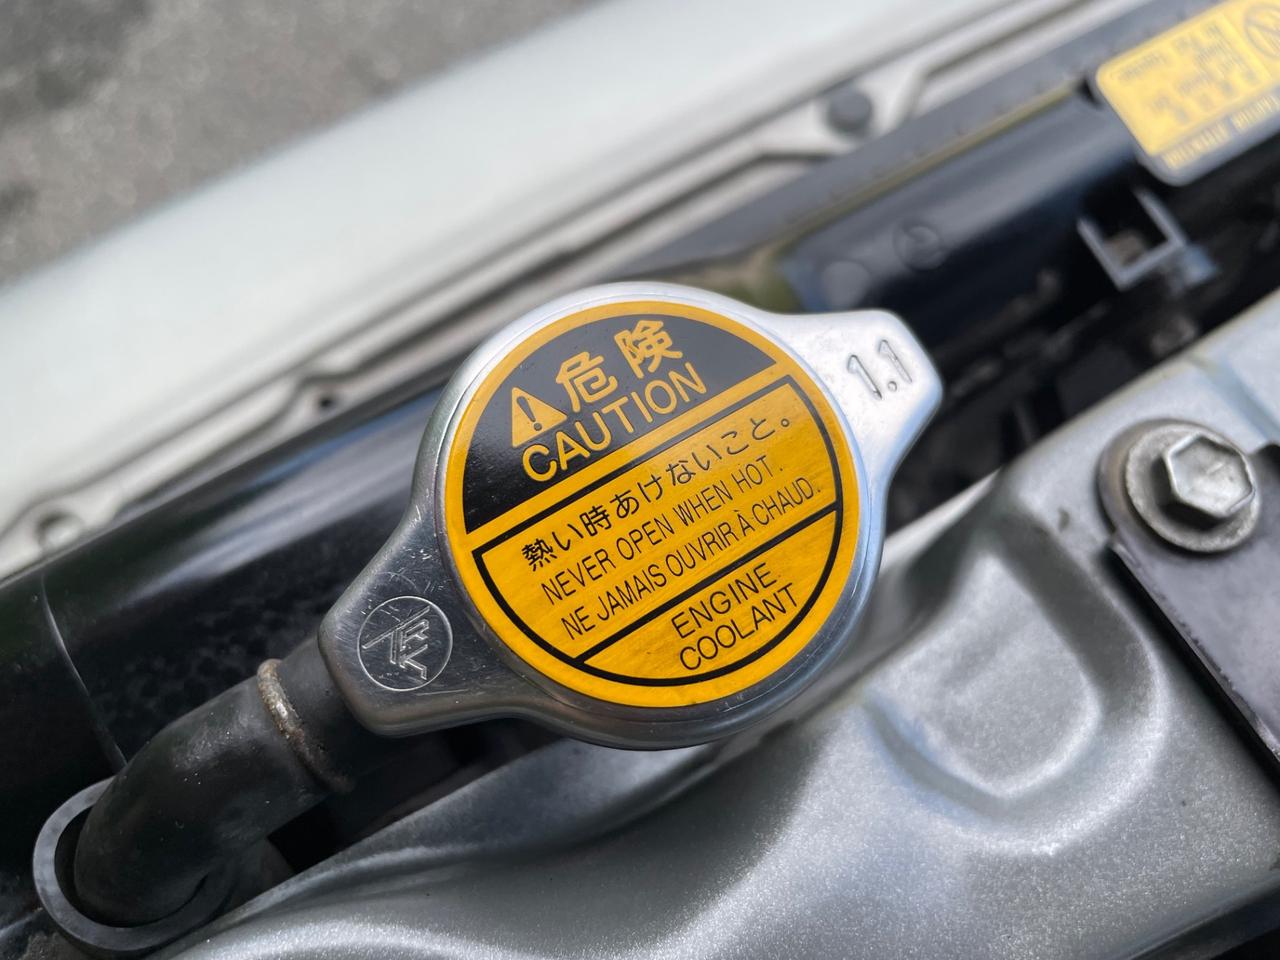 危険
CAUTION
熱い時あけないこと。
NEVER OPEN WHEN HOT.
NE JAMAIS OUVRIR À CHAUD.
ENGINE
COOLANT
1.1